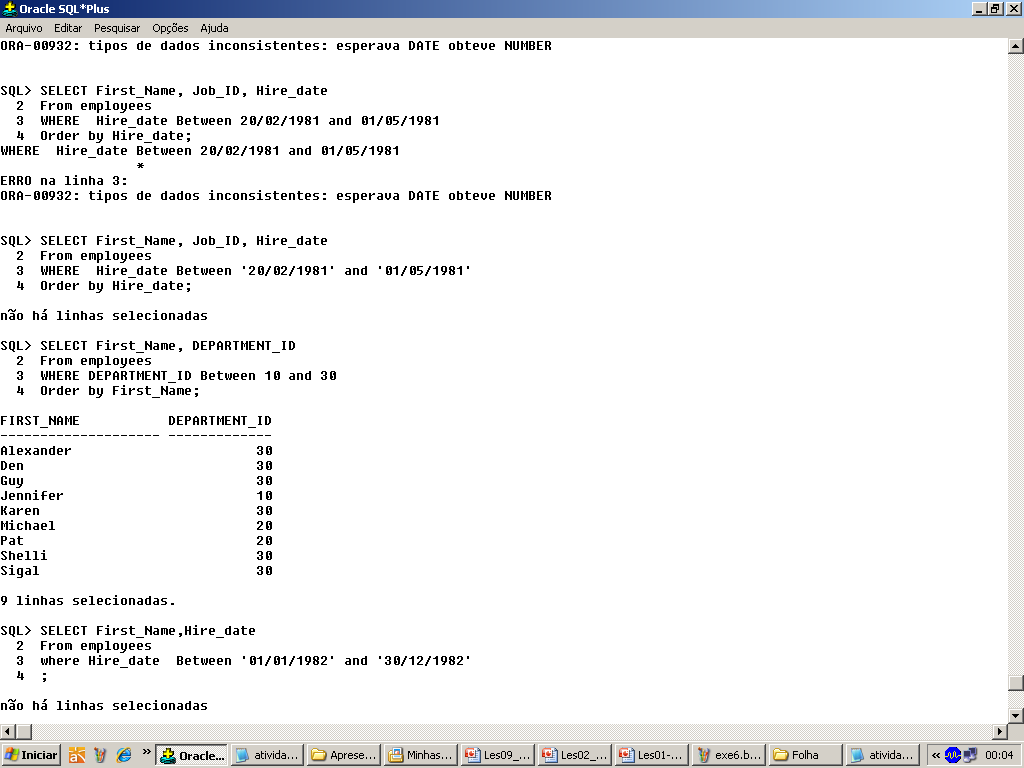 Oracle SQL*Plus
Arquivo Editar Pesquisar Opções Ajuda
ORA-00932: tipos de dados inconsistentes: esperava DATE obteve NUMBER
SQL> SELECT First_Name, Job_ID, Hire_date
2 From employees
3 WHERE  Hire_date Between 20/02/1981 and 01/05/1981
4 Order by Hire_date;
WHERE  Hire_date Between 20/02/1981 and 01/05/1981
*
ERRO na linha 3:
ORA-00932: tipos de dados inconsistentes: esperava DATE obteve NUMBER
SQL> SELECT First_Name, Job_ID, Hire_date
2 From employees
3 WHERE  Hire_date Between '20/02/1981' and '01/05/1981'
4 Order by Hire_date;
não há linhas selecionadas
SQL> SELECT First_Name, DEPARTMENT_ID
2 From employees
3 WHERE DEPARTMENT_ID Between 10 and 30
4 Order by First_Name;
FIRST_NAME DEPARTMENT_ID
-------------------- -------------
Alexander 30
Den 30
Guy 30
Jennifer 10
Karen 30
Michael 20
Pat 20
Shelli 30
Sigal 30
9 linhas selecionadas.
SQL> SELECT First_Name,Hire_date
2 From employees
3 where Hire_date  Between '01/01/1982' and '30/12/1982'
4 ;
não há linhas selecionadas
Iniciar » Oracle... ativida... Aprese... Minhas... Les09_... Les02_... Les01-... exe6.b... Folha ativida... « 00:04